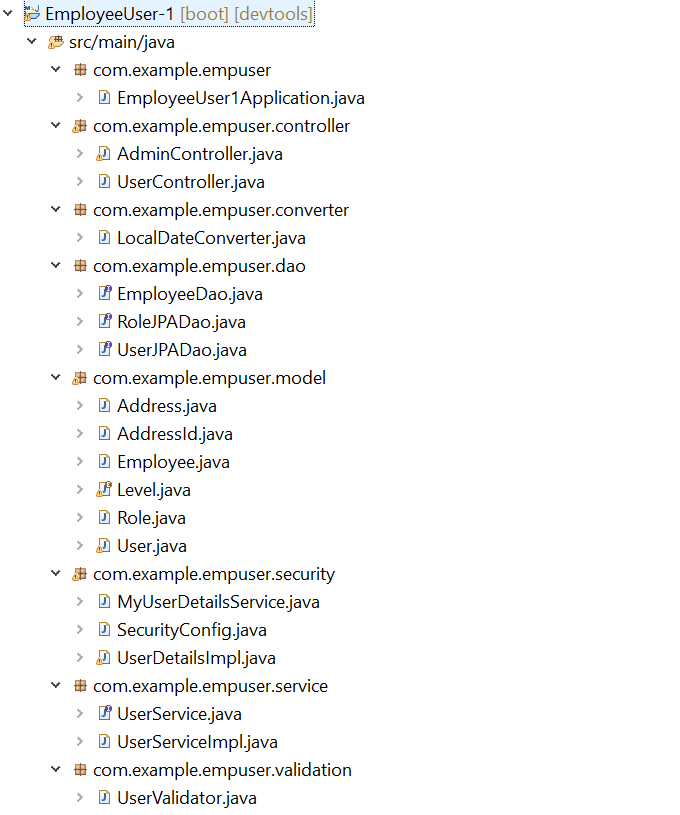 EmployeeUser-1 [boot] [devtools]
src/main/java
com.example.empuser
EmployeeUser1Application.java
com.example.empuser.controller
AdminController.java
UserController.java
com.example.empuser.converter
LocalDateConverter.java
com.example.empuser.dao
EmployeeDao.java
RoleJPADao.java
UserJPADao.java
com.example.empuser.model
Address.java
AddressId.java
Employee.java
Level.java
Role.java
User.java
com.example.empuser.security
MyUserDetailsService.java
SecurityConfig.java
UserDetailsImpl.java
com.example.empuser.service
UserService.java
UserServiceImpl.java
com.example.empuser.validation
UserValidator.java